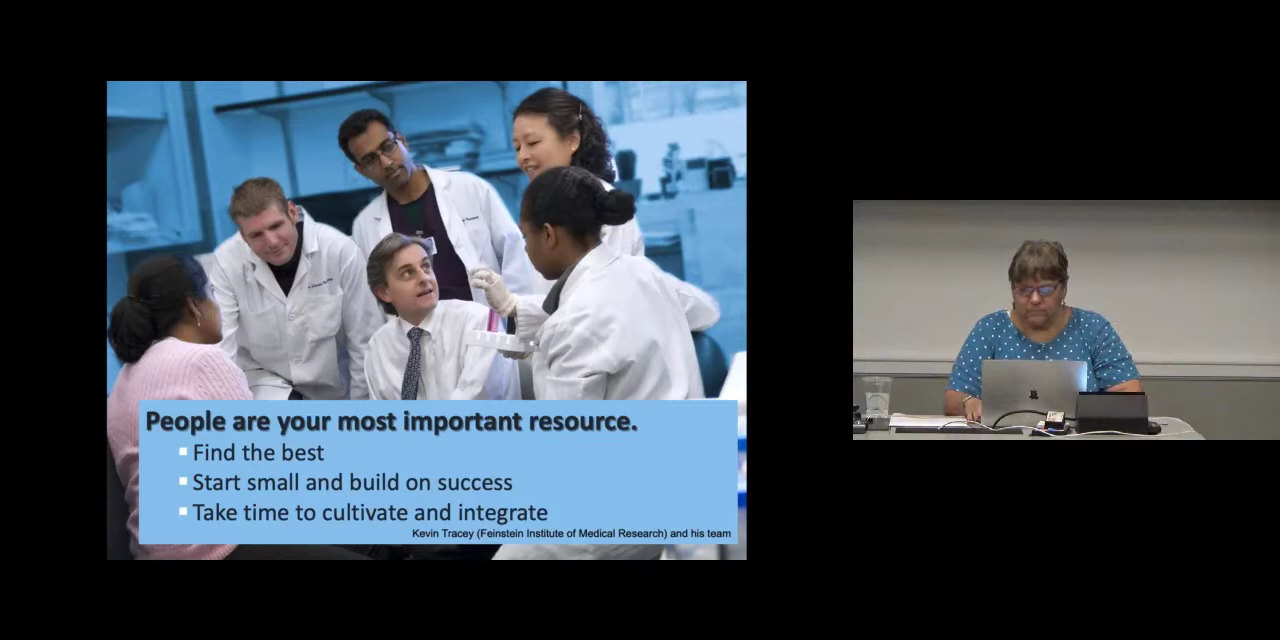 People are your most important resource.
Find the best
Start small and build on success
Take time to cultivate and integrate
Kevin Tracey (Feinstein Institute of Medical Research) and his team